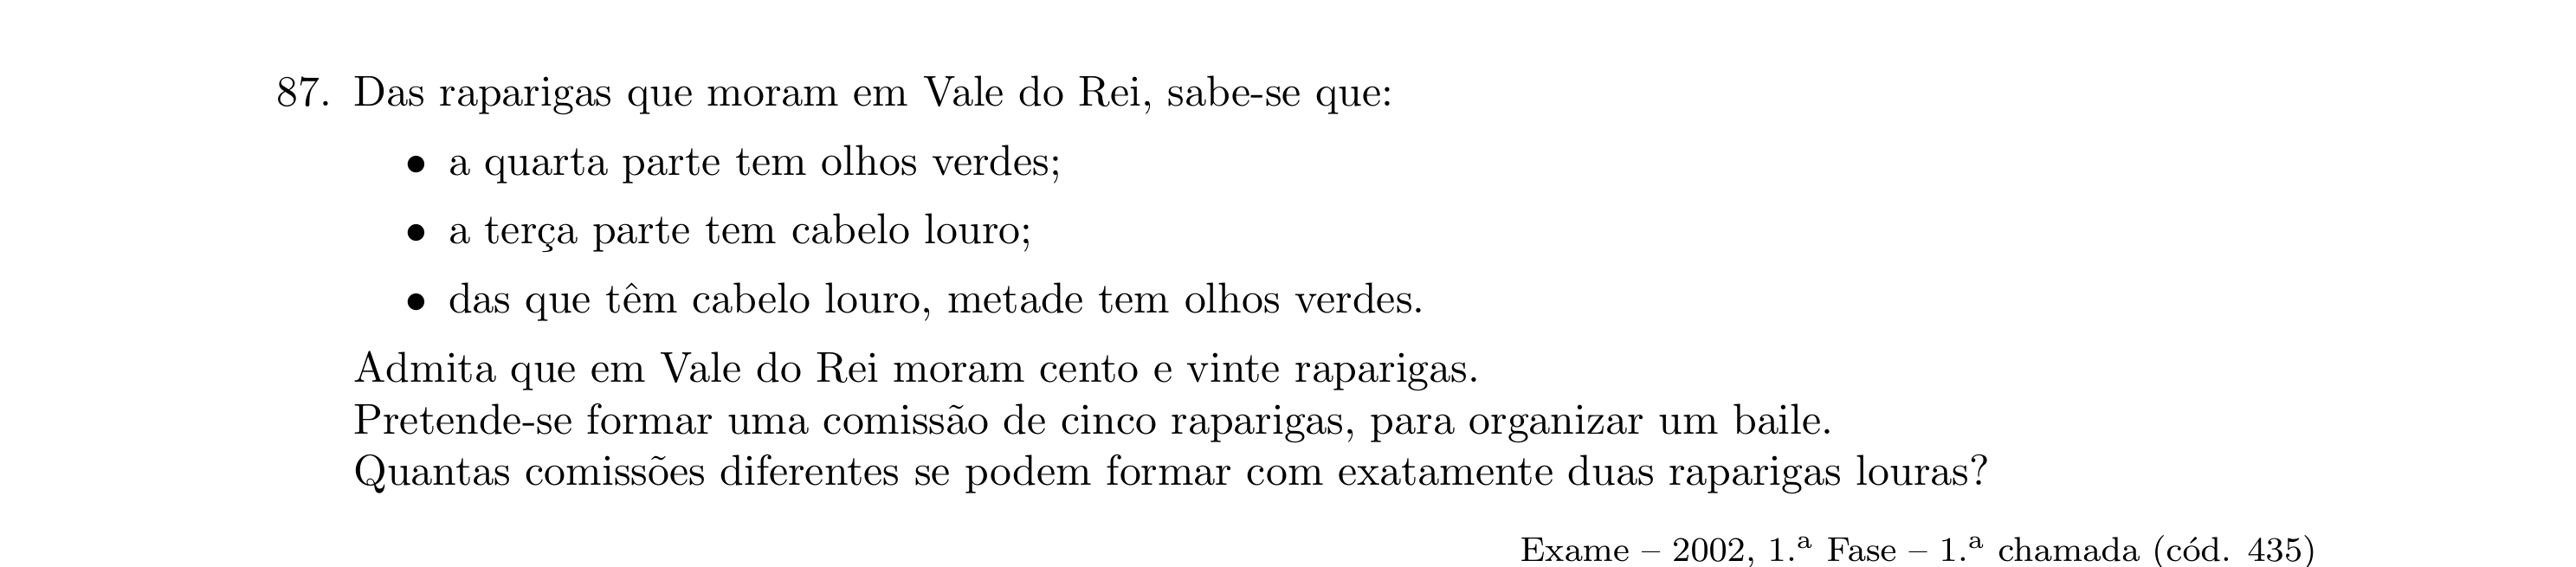 87. Das raparigas que moram em Vale do Rei, sabe-se que:
• a quarta parte tem olhos verdes;
• a terça parte tem cabelo louro;
• das que têm cabelo louro, metade tem olhos verdes.
Admita que em Vale do Rei moram cento e vinte raparigas.
Pretende-se formar uma comissão de cinco raparigas, para organizar um baile.
Quantas comissões diferentes se podem formar com exatamente duas raparigas louras?
Exame – 2002, 1.ª Fase – 1.ª chamada (cód. 435)